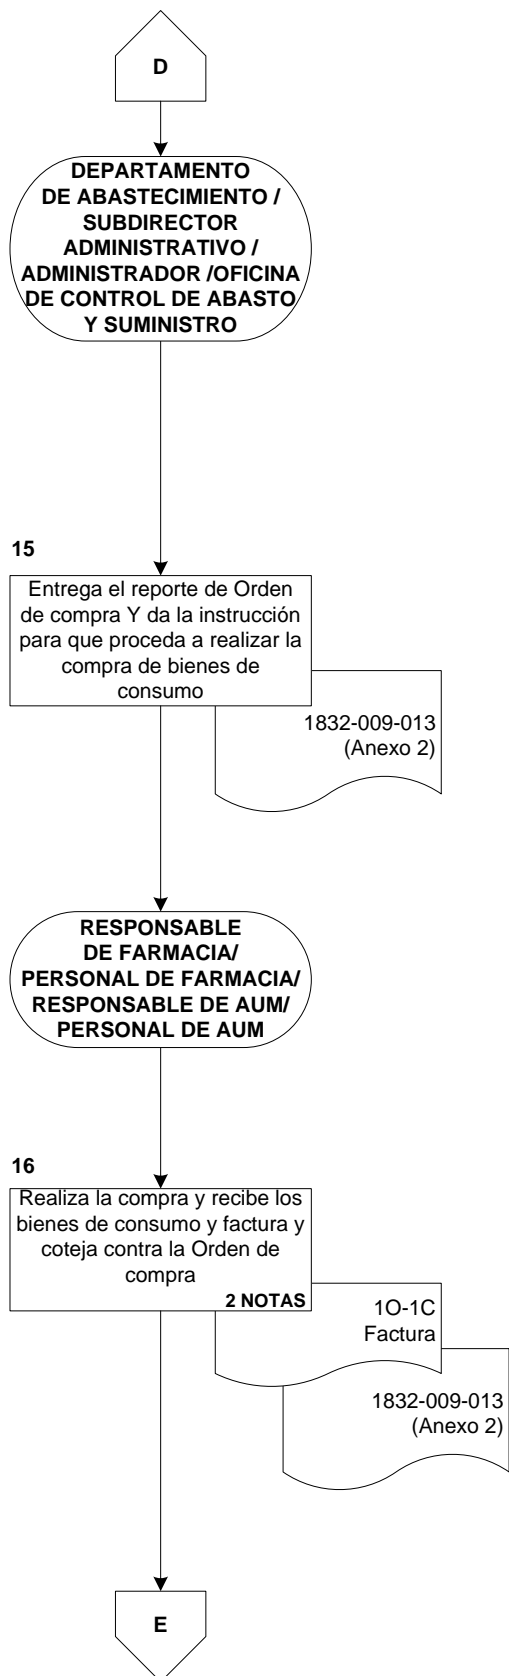 D
DEPARTAMENTO
DE ABASTECIMIENTO /
SUBDIRECTOR
ADMINISTRATIVO /
ADMINISTRADOR /OFICINA
DE CONTROL DE ABASTO
Y SUMINISTRO
15
Entrega el reporte de Orden
de compra Y da la instrucción
para que proceda a realizar la
compra de bienes de
consumo
1832-009-013
(Anexo 2)
RESPONSABLE
DE FARMACIA/
PERSONAL DE FARMACIA/
RESPONSABLE DE AUM/
PERSONAL DE AUM
16
Realiza la compra y recibe los
bienes de consumo y factura y
coteja contra la Orden de
compra
2 NOTAS
1O-1C
Factura
1832-009-013
(Anexo 2)
E